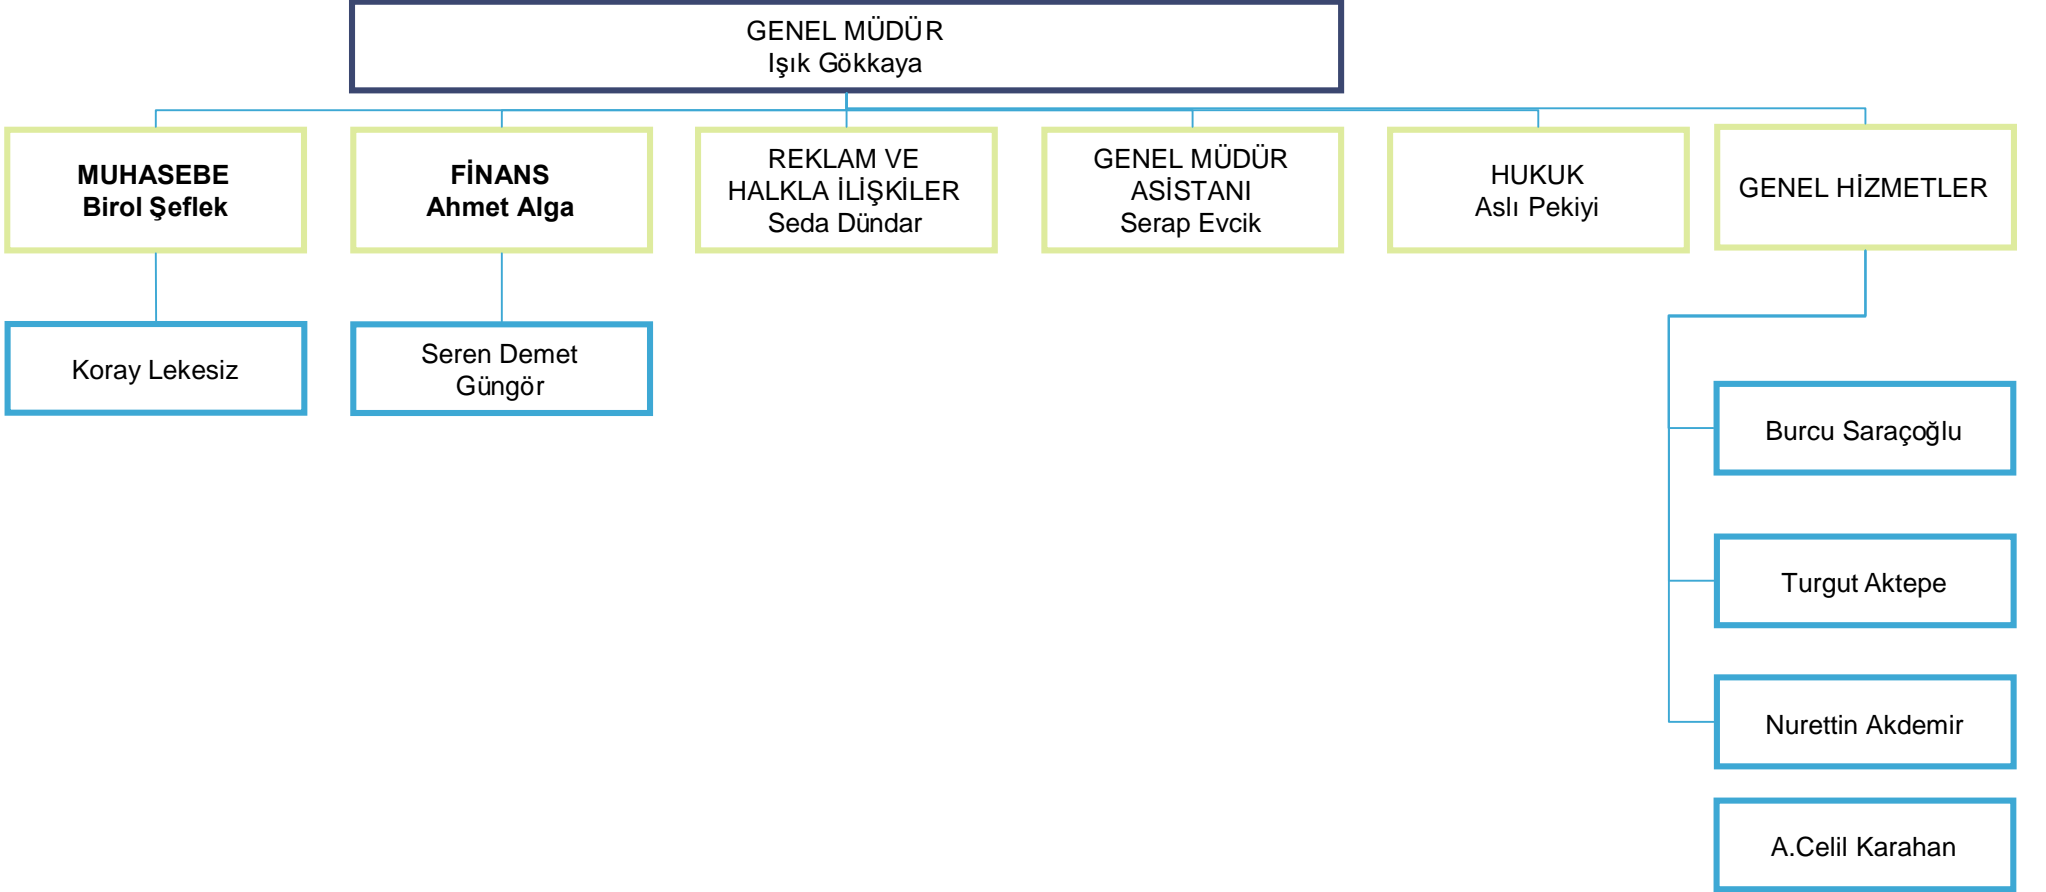 GENEL MÜDÜR
Işık Gökkaya
MUHASEBE
Birol Şeflek
FİNANS
Ahmet Alga
REKLAM VE
HALKLA İLİŞKİLER
Seda Dündar
GENEL MÜDÜR
ASİSTANI
Serap Evcik
HUKUK
Aslı Pekiyi
GENEL HİZMETLER
Koray Lekesiz
Seren Demet
Güngör
Burcu Saraçoğlu
Turgut Aktepe
Nurettin Akdemir
A.Celil Karahan